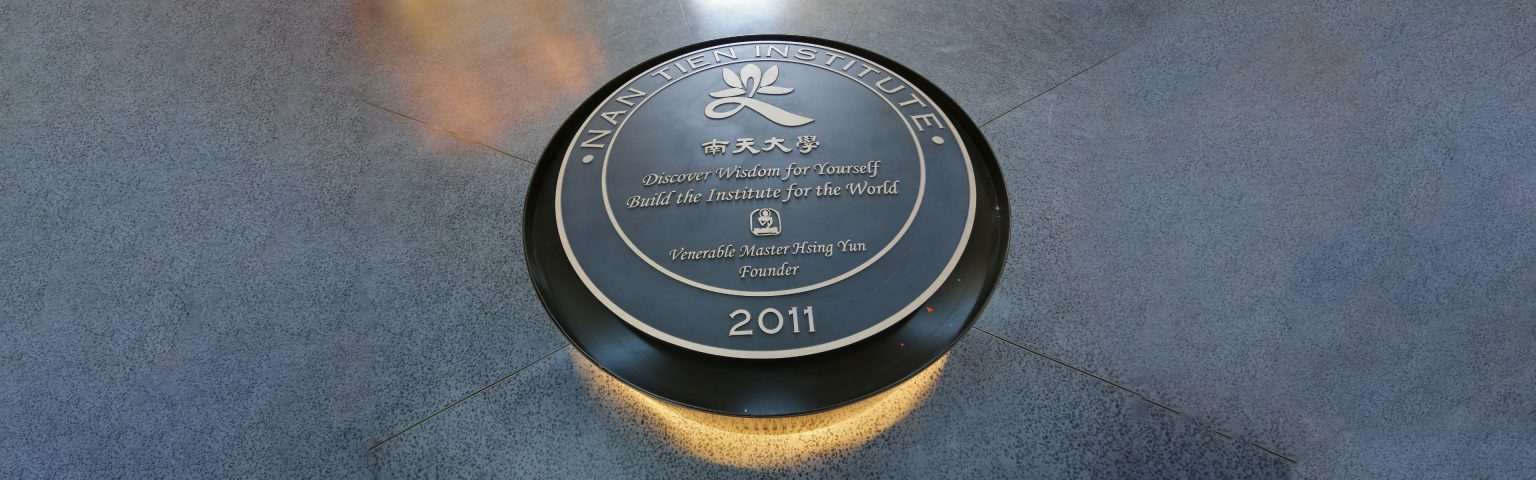 NAN TIEN INSTITUTE
南天大學
Discover Wisdom for Yourself
Build the Institute for the World
Venerable Master Hsing Yun
Founder
2011